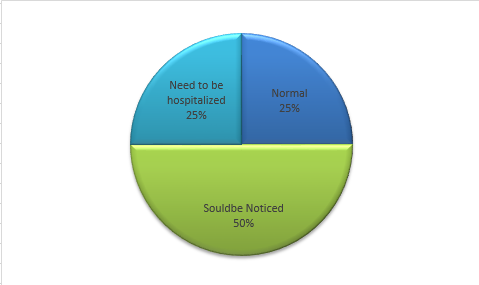 Need to be
hospitalized
25%
Normal
25%
Souldbe Noticed
50%